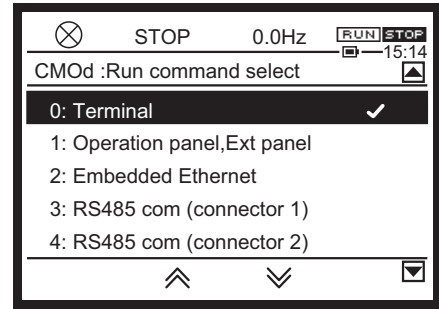 STOP 0.0Hz RUN STOP
15:14
CMOd :Run command select
0: Terminal
1: Operation panel,Ext panel
2: Embedded Ethernet
3: RS485 com (connector 1)
4: RS485 com (connector 2)